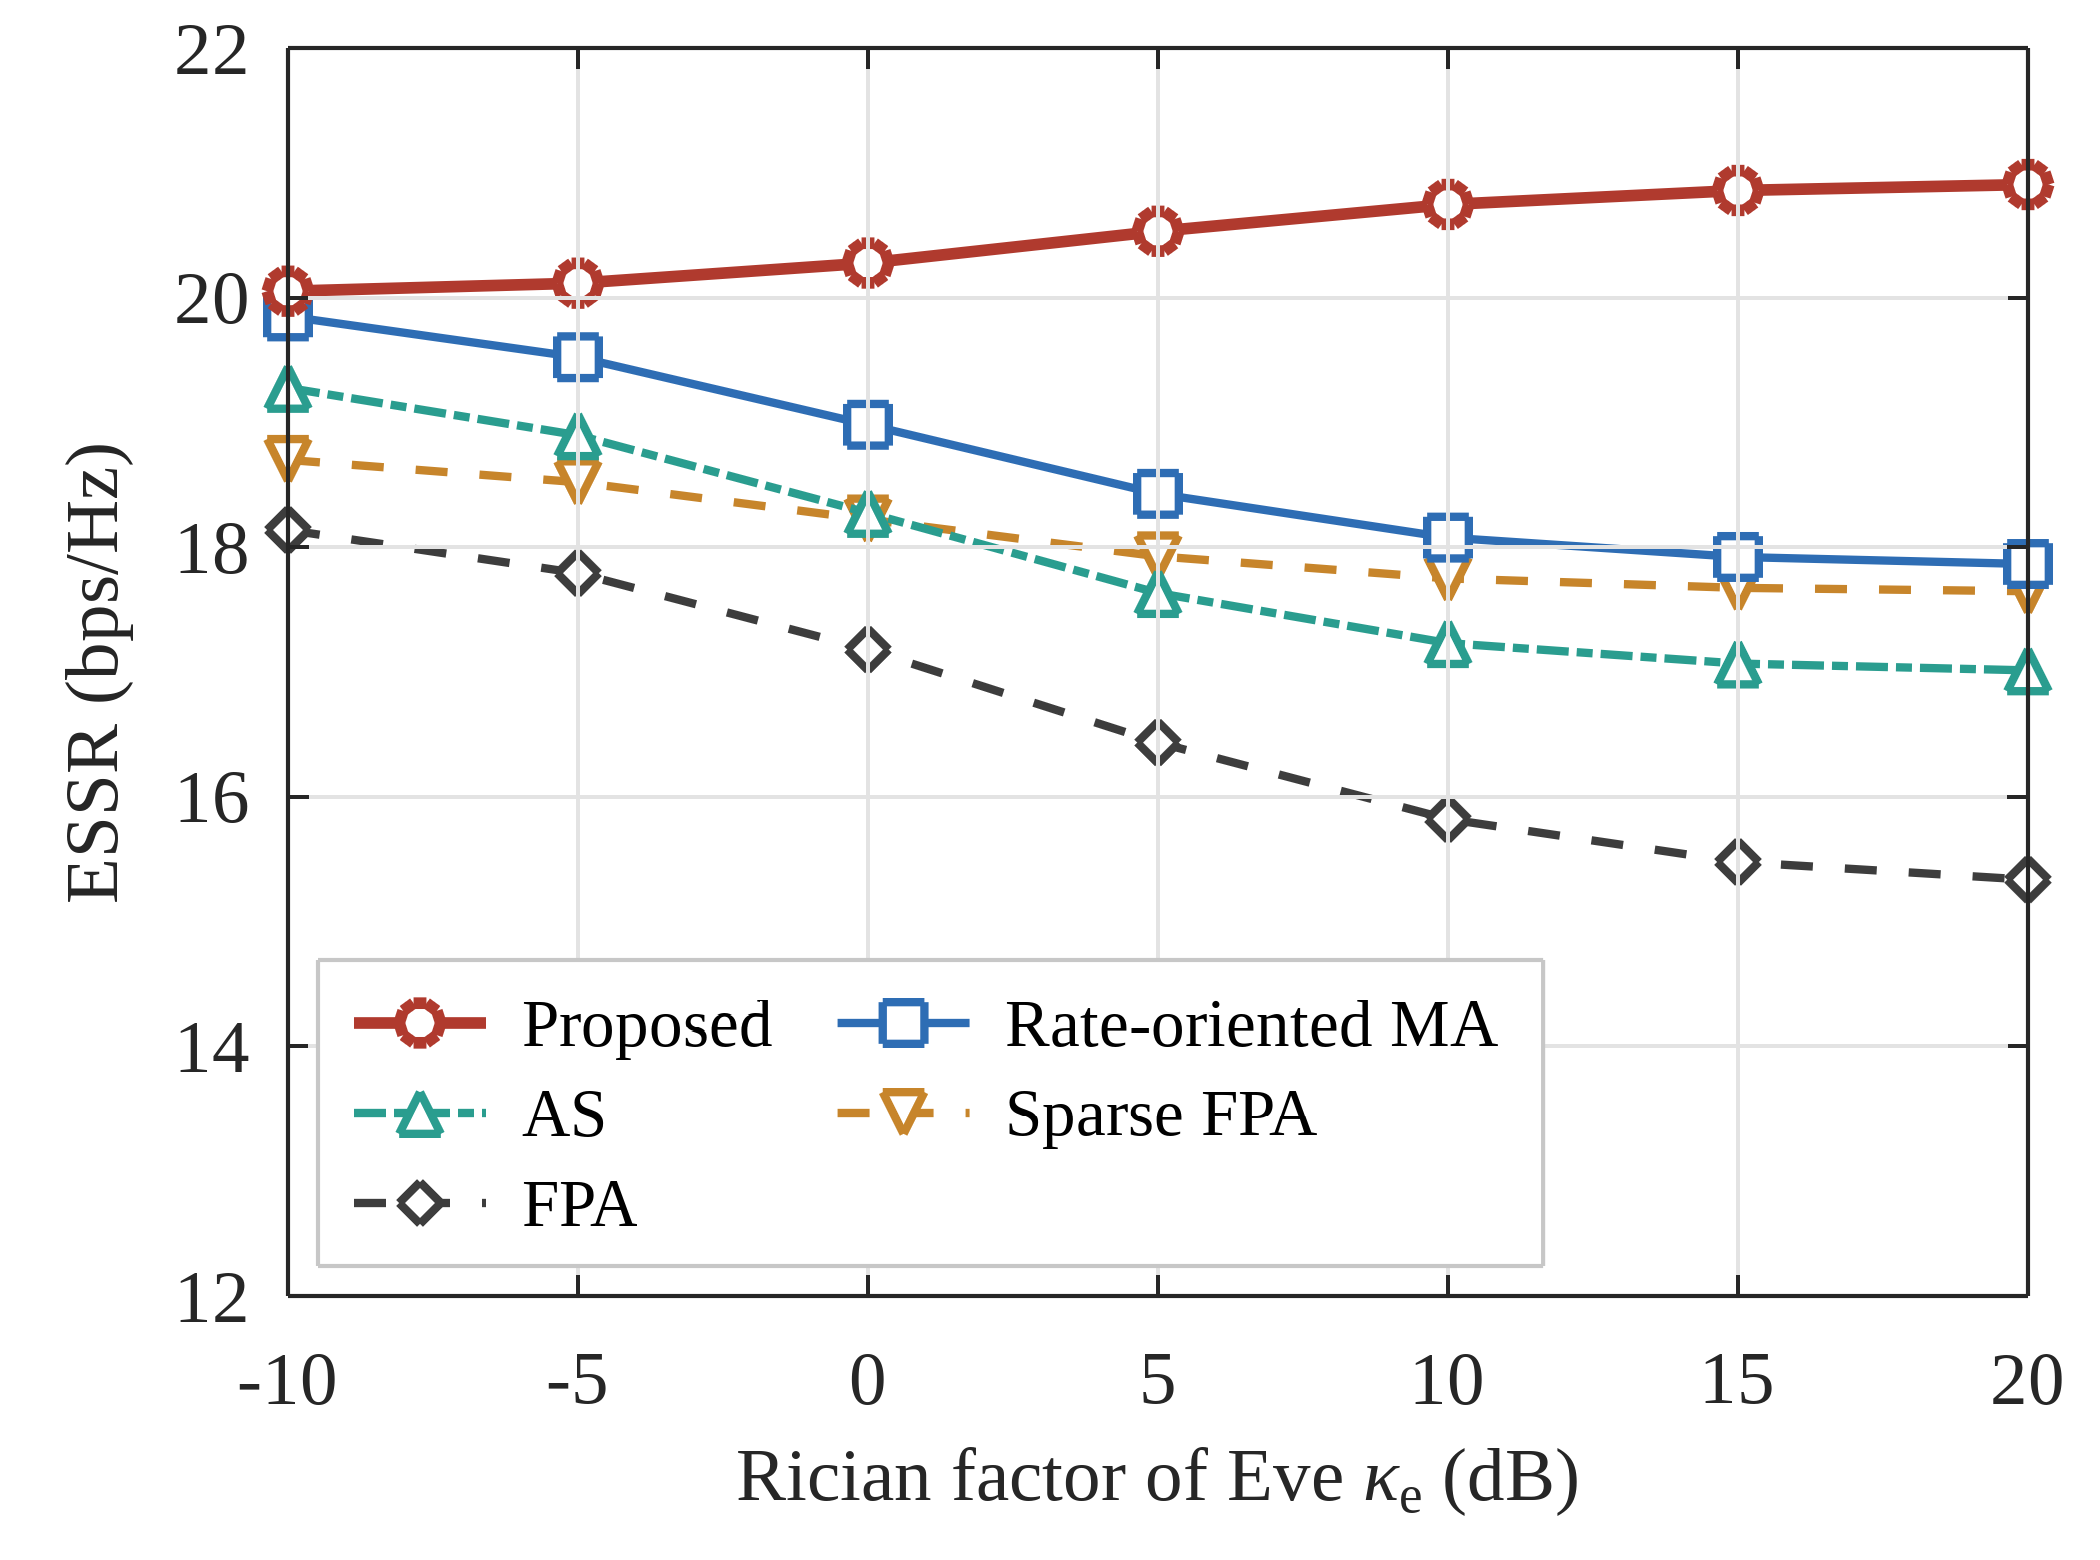 22
20
18
16
14
12
ESSR (bps/Hz)
Proposed
Rate-oriented MA
AS
Sparse FPA
FPA
-10 -5 0 5 10 15 20
Rician factor of Eve κe (dB)